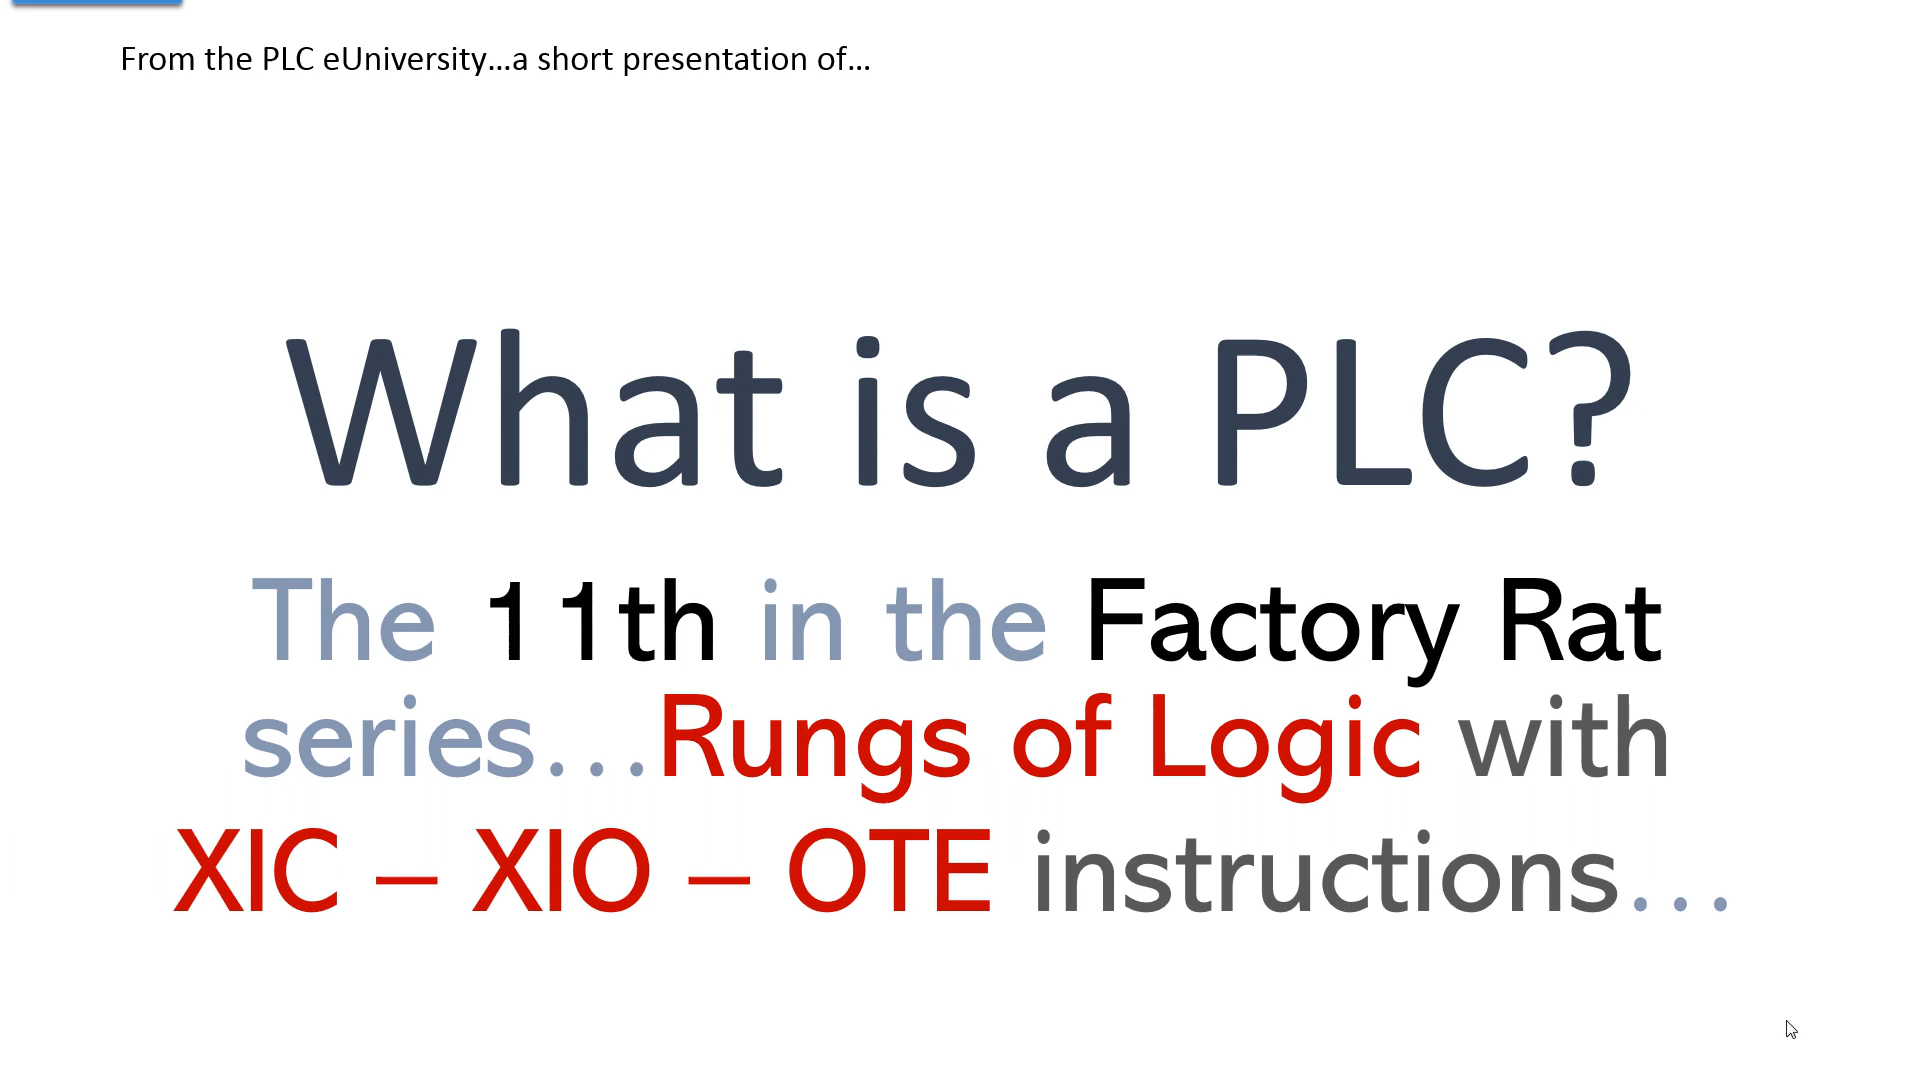 From the PLC eUniversity...a short presentation of...
What is a PLC?
The 11th in the Factory Rat
series...Rungs of Logic with
XIC – XIO – OTE instructions...